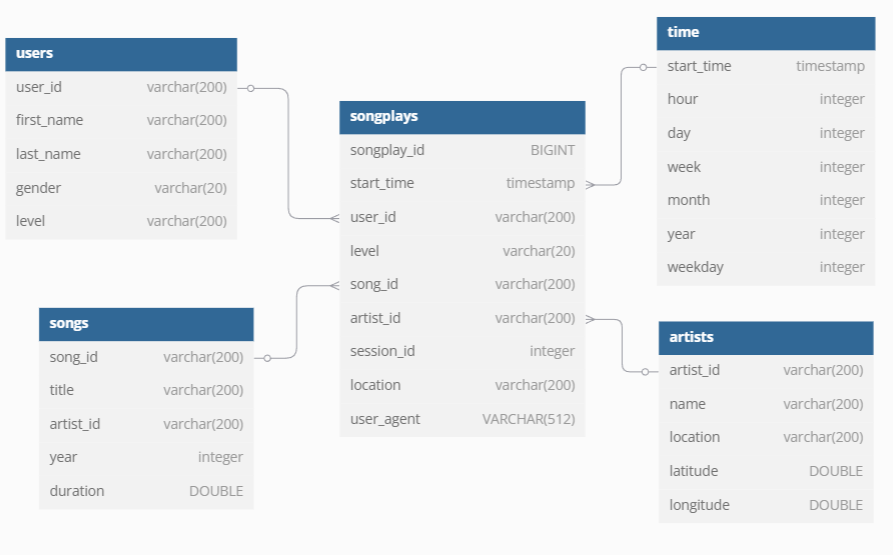 users
user_id varchar(200)
first_name varchar(200)
last_name varchar(200)
gender varchar(20)
level varchar(200)
songs
song_id varchar(200)
title varchar(200)
artist_id varchar(200)
year integer
duration DOUBLE
songplays
songplay_id BIGINT
start_time timestamp
user_id varchar(200)
level varchar(20)
song_id varchar(200)
artist_id varchar(200)
session_id integer
location varchar(200)
user_agent VARCHAR(512)
time
start_time timestamp
hour integer
day integer
week integer
month integer
year integer
weekday integer
artists
artist_id varchar(200)
name varchar(200)
location varchar(200)
latitude DOUBLE
longitude DOUBLE